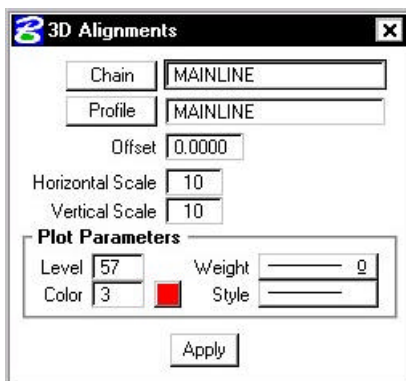 3D Alignments
Chain MAINLINE
Profile MAINLINE
Offset 0.0000
Horizontal Scale 10
Vertical Scale 10
Plot Parameters
Level 57 Weight 0
Color 3 Style
Apply